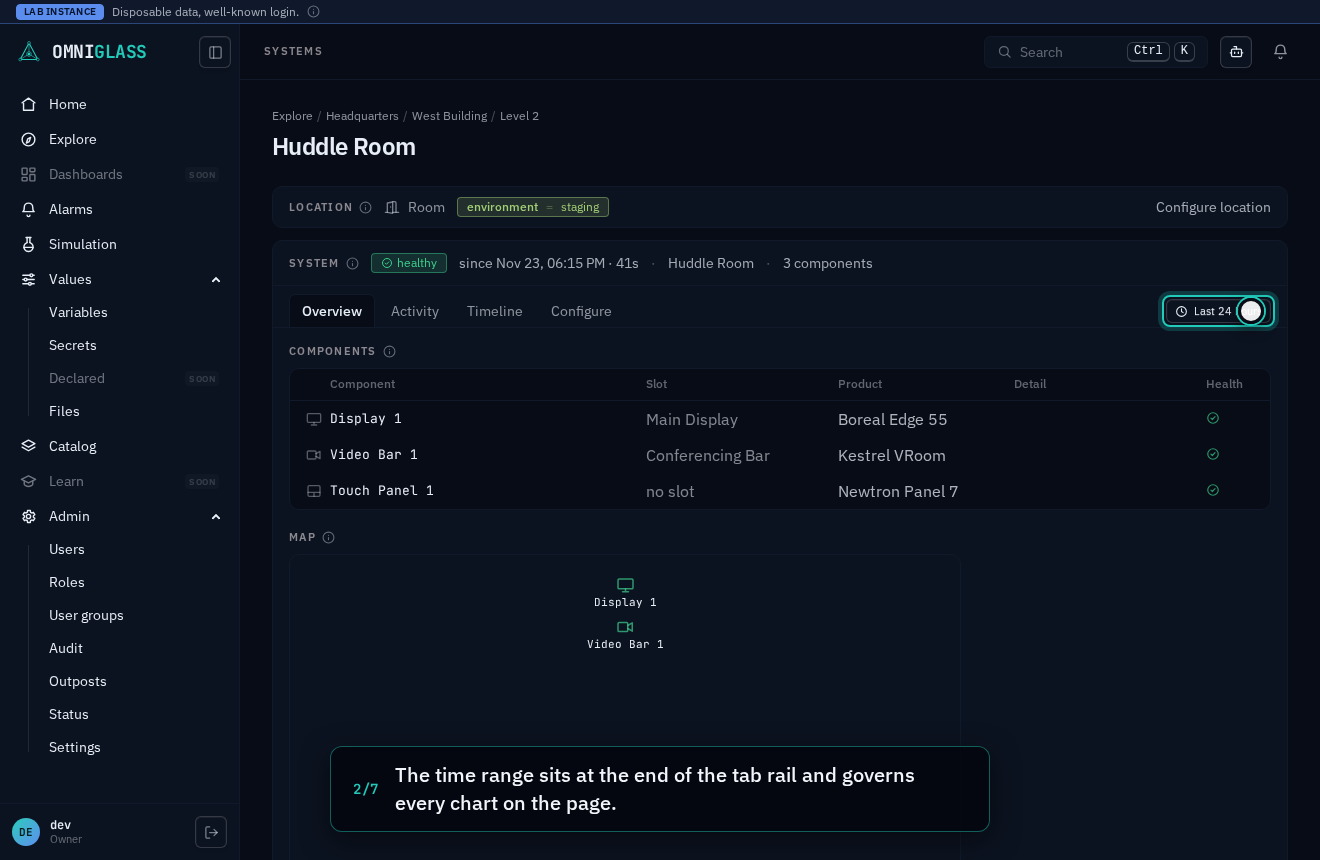 LAB INSTANCE Disposable data, well-known login.
OMNIGLASS
SYSTEMS
Search Ctrl K
Home
Explore
Dashboards SOON
Alarms
Simulation
Values
Variables
Secrets
Declared SOON
Files
Catalog
Learn SOON
Admin
Users
Roles
User groups
Audit
Outposts
Status
Settings
DE dev
Owner
Explore / Headquarters / West Building / Level 2
Huddle Room
LOCATION Room environment = staging Configure location
SYSTEM healthy since Nov 23, 06:15 PM · 41s · Huddle Room · 3 components
Overview Activity Timeline Configure Last 24
COMPONENTS
Component Slot Product Detail Health
Display 1 Main Display Boreal Edge 55
Video Bar 1 Conferencing Bar Kestrel VRoom
Touch Panel 1 no slot Newtron Panel 7
MAP
Display 1
Video Bar 1
2/7 The time range sits at the end of the tab rail and governs
every chart on the page.